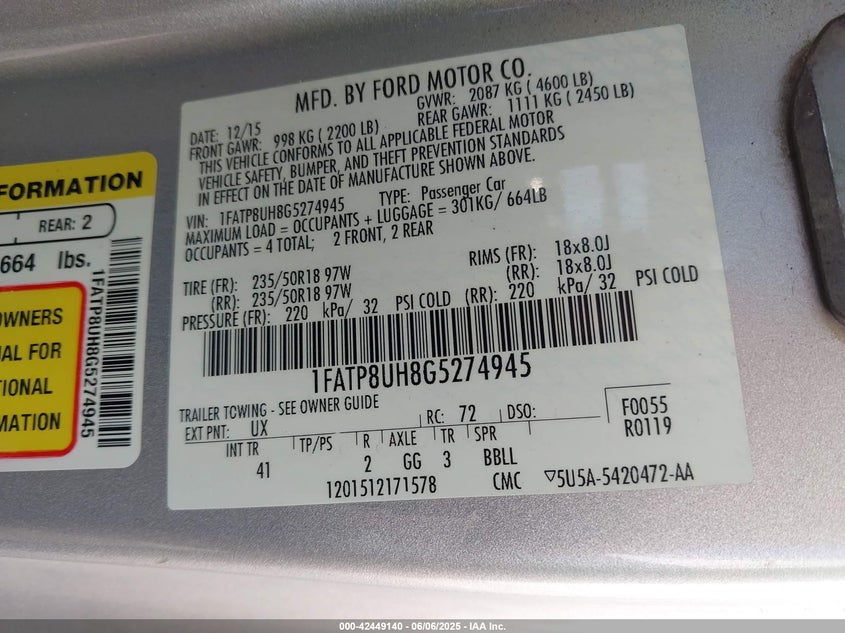 MFD. BY FORD MOTOR CO.
DATE: 12/15 GVWR: 2087 KG ( 4600 LB)
FRONT GAWR: 998 KG ( 2200 LB) REAR GAWR: 1111 KG ( 2450 LB)
THIS VEHICLE CONFORMS TO ALL APPLICABLE FEDERAL MOTOR
VEHICLE SAFETY, BUMPER, AND THEFT PREVENTION STANDARDS
IN EFFECT ON THE DATE OF MANUFACTURE SHOWN ABOVE.
VIN: 1FATP8UH8G5274945 TYPE: Passenger Car
MAXIMUM LOAD = OCCUPANTS + LUGGAGE = 301KG/ 664LB
OCCUPANTS = 4 TOTAL; 2 FRONT, 2 REAR
TIRE (FR): 235/50R18 97W RIMS (FR): 18x8.0J
(RR): 235/50R18 97W (RR): 18x8.0J
PRESSURE (FR): 220 kPa/ 32 PSI COLD (RR): 220 kPa/ 32 PSI COLD
1FATP8UH8G5274945
TRAILER TOWING - SEE OWNER GUIDE
EXT PNT: UX RC: 72 DSO: F0055
R0119
INT TR TP/PS R AXLE TR SPR
41 2 GG 3 BBLL
1201512171578 CMC 5U5A-5420472-AA
FORMATION
REAR: 2
664 lbs.
OWNERS
AL FOR
TIONAL
MATION
1FATP8UH8G5274945
000-42449140 - 06/06/2025 - IAA Inc.